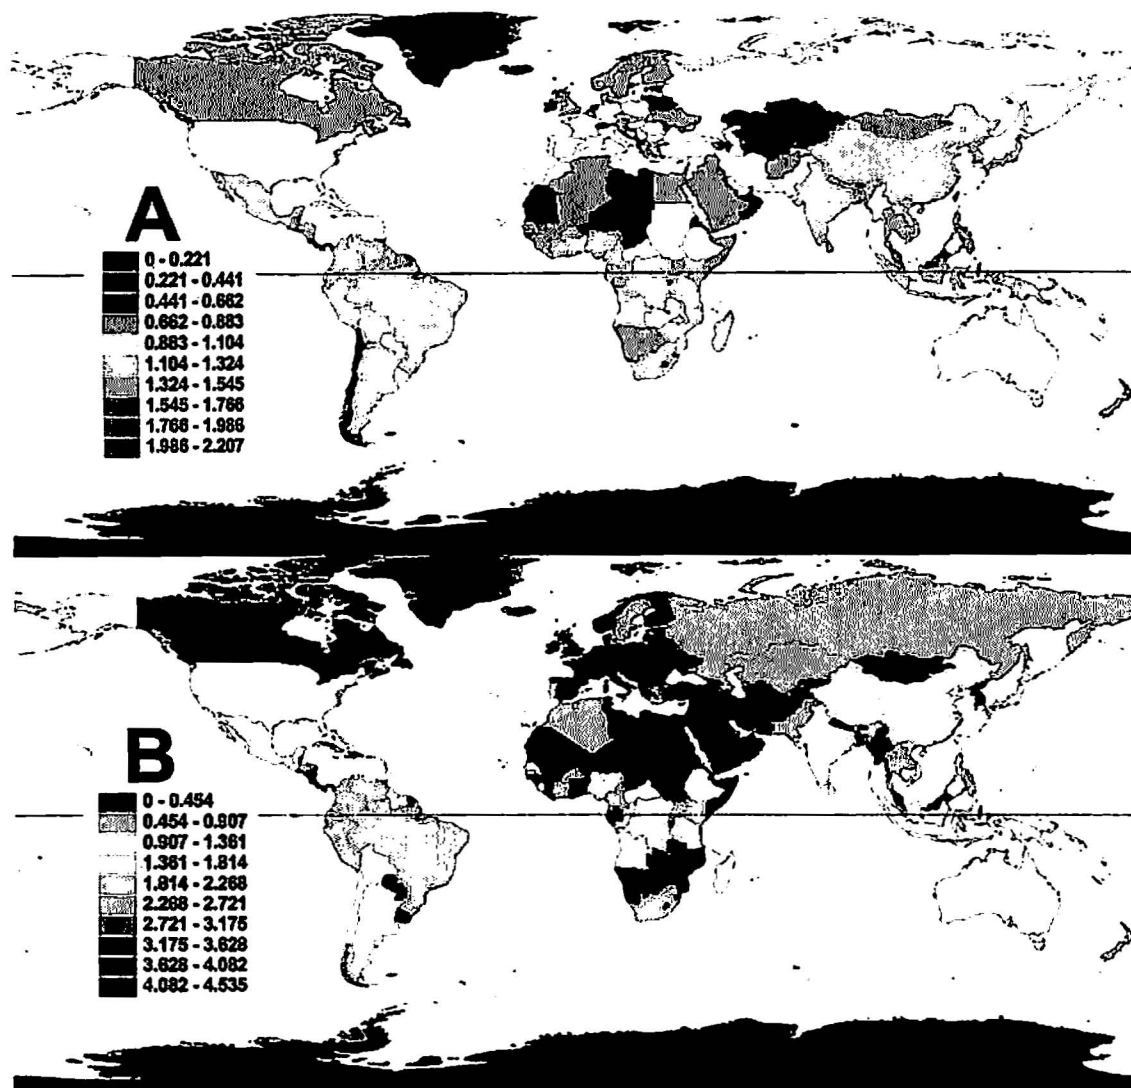 A
0 - 0.221
0.221 - 0.441
0.441 - 0.662
0.662 - 0.883
0.883 - 1.104
1.104 - 1.324
1.324 - 1.545
1.545 - 1.766
1.766 - 1.986
1.986 - 2.207
B
0 - 0.454
0.454 - 0.907
0.907 - 1.361
1.361 - 1.814
1.814 - 2.268
2.268 - 2.721
2.721 - 3.175
3.175 - 3.628
3.628 - 4.082
4.082 - 4.535